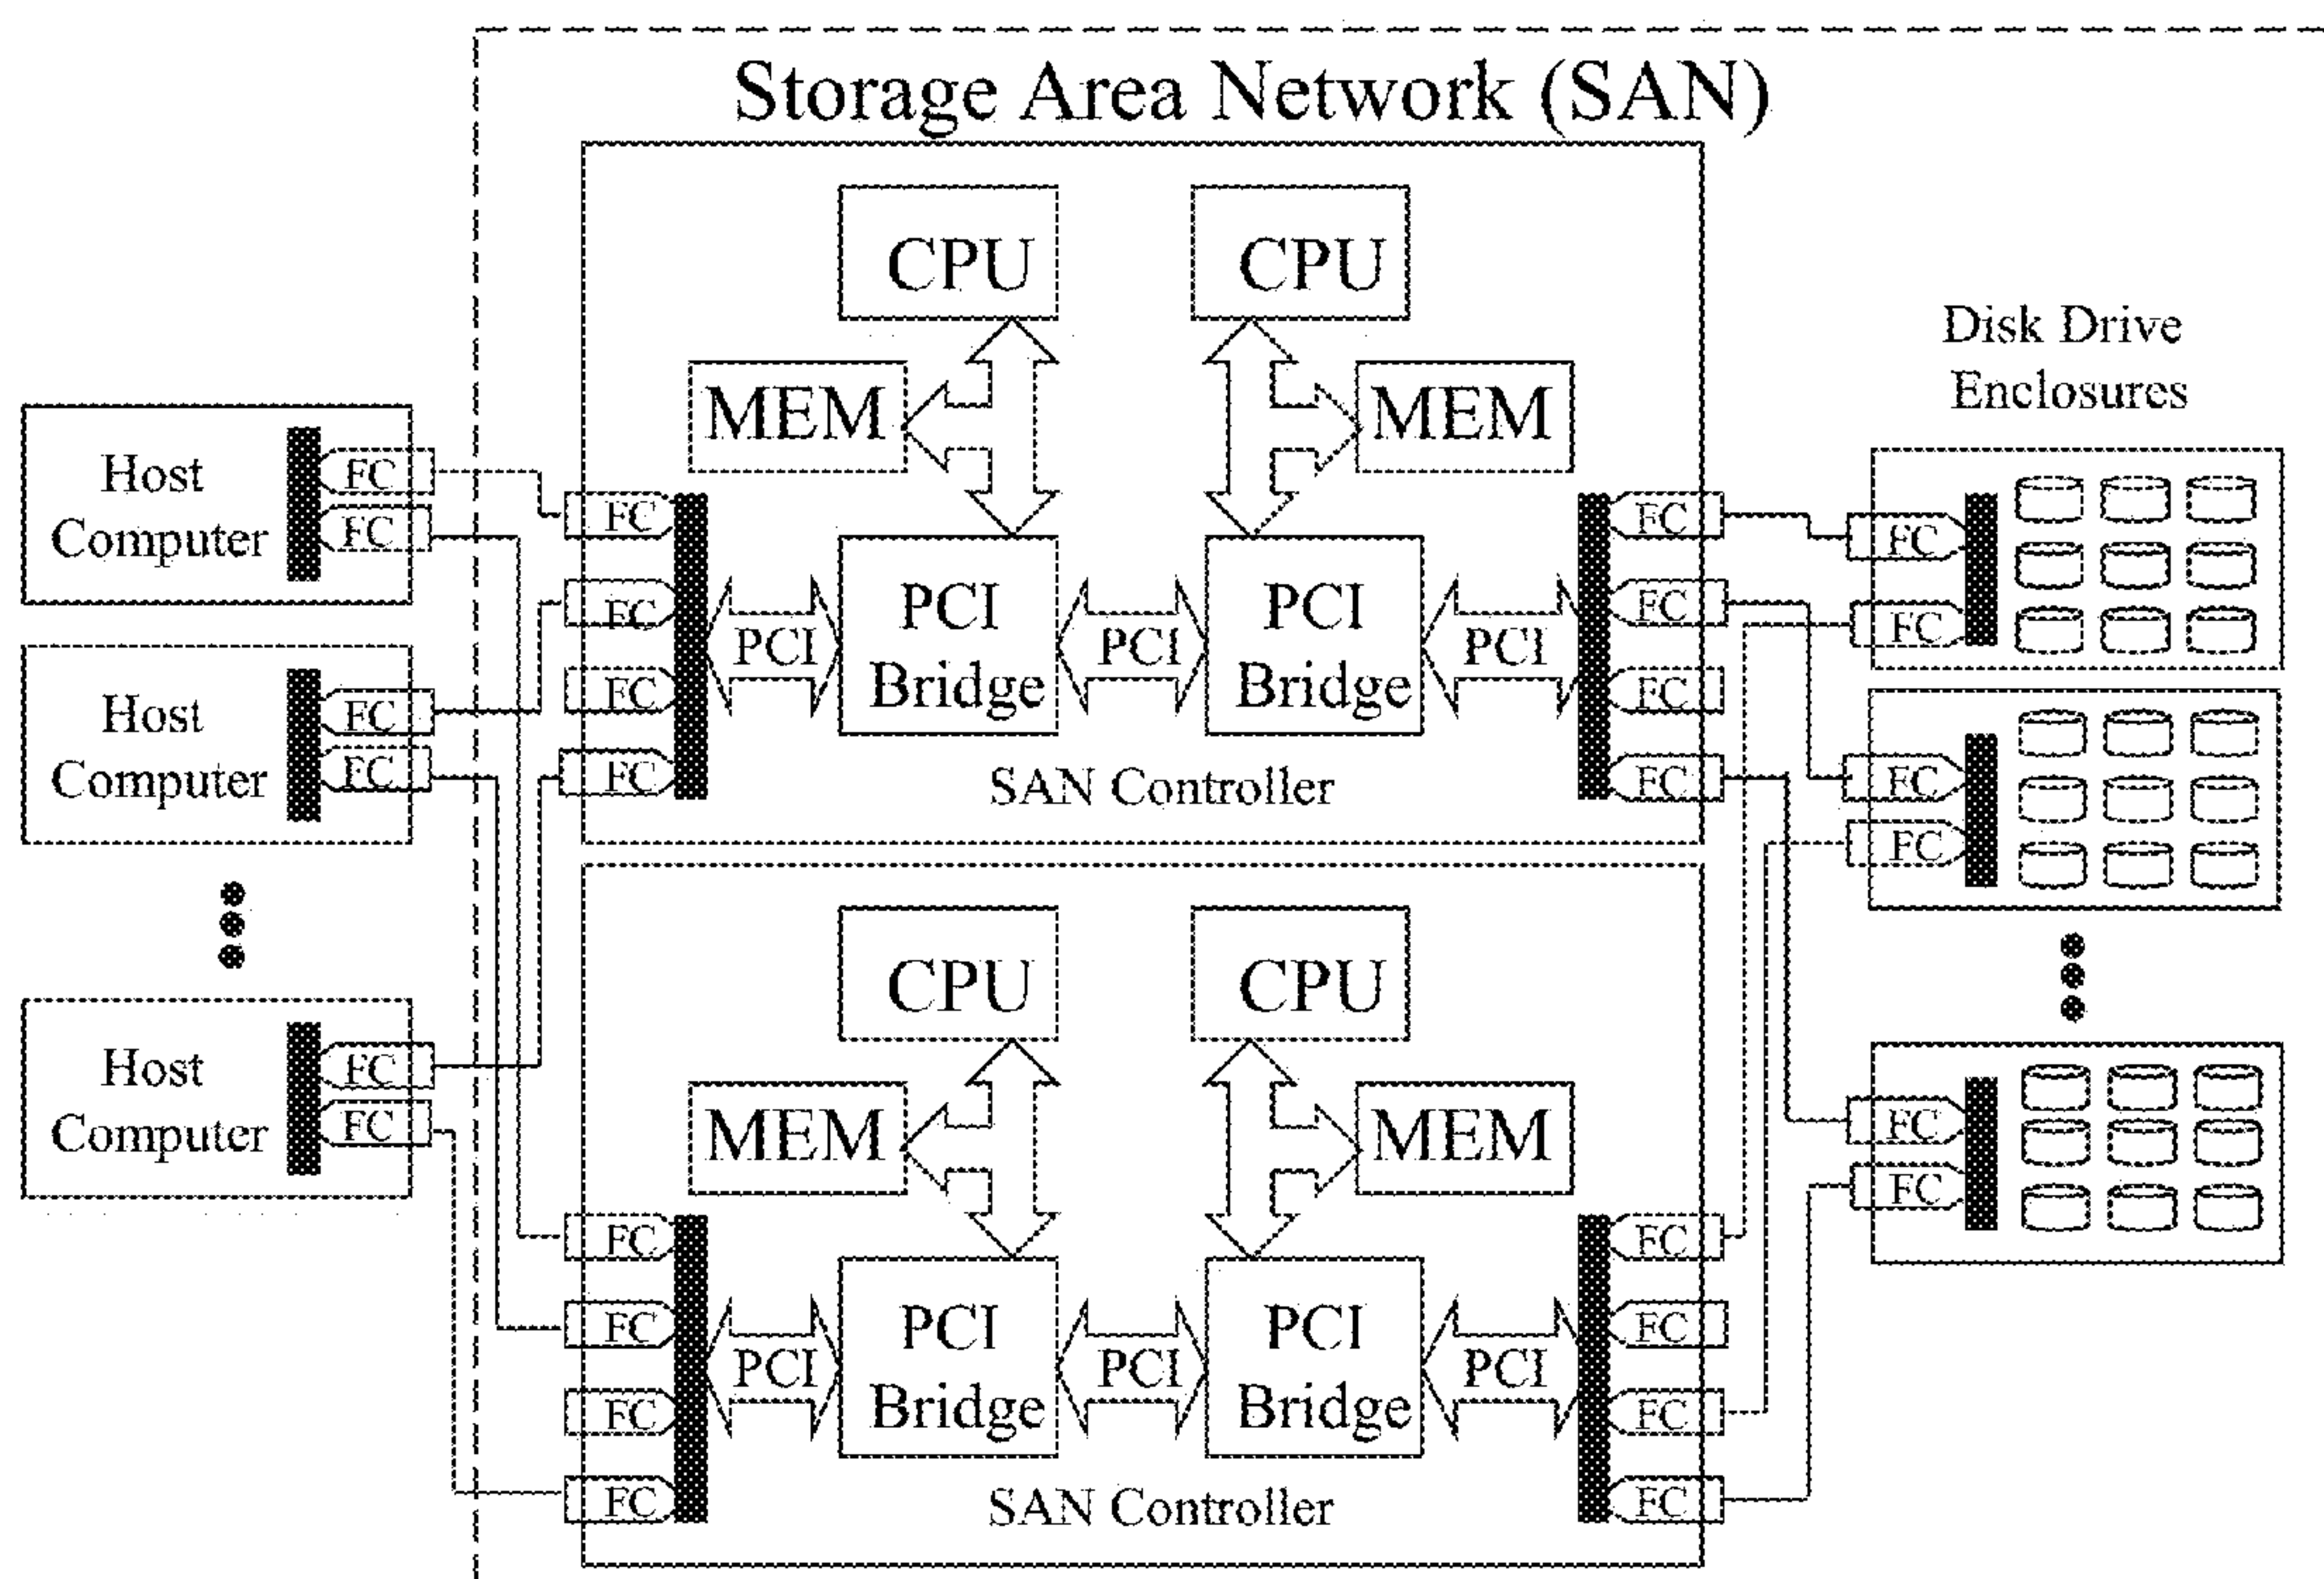 Storage Area Network (SAN)
CPU
CPU
MEM
MEM
Disk Drive
Enclosures
Host
Computer
FC
FC
FC
FC
FC
FC
PCI
PCI
Bridge
PCI
PCI
Bridge
PCI
FC
FC
FC
FC
SAN Controller
FC
FC
Host
Computer
FC
FC
FC
FC
CPU
CPU
MEM
MEM
Host
Computer
FC
FC
FC
FC
FC
FC
FC
FC
PCI
PCI
Bridge
PCI
PCI
Bridge
PCI
FC
FC
FC
FC
SAN Controller
FC
FC